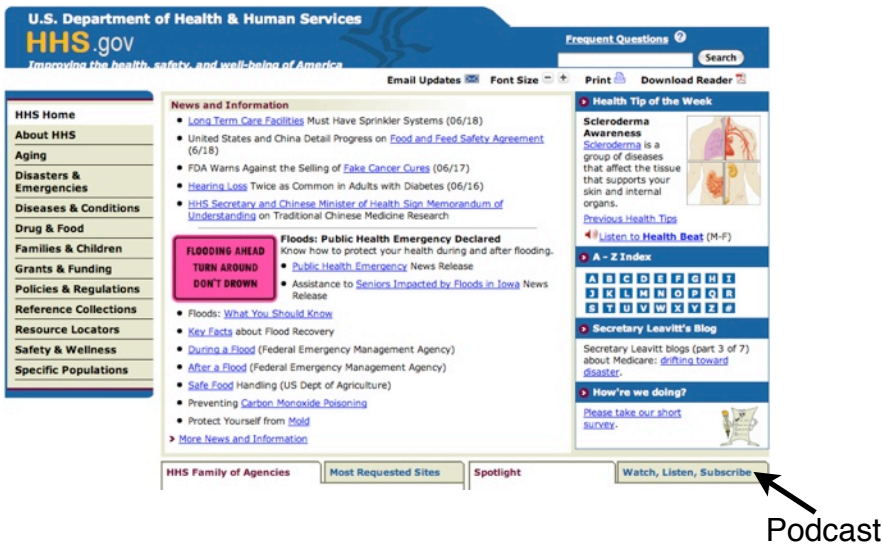 U.S. Department of Health & Human Services
HHS.gov
Improving the health, safety, and well-being of America
Frequent Questions ?
Search
Email Updates Font Size - + Print Download Reader
HHS Home
About HHS
Aging
Disasters &
Emergencies
Diseases & Conditions
Drug & Food
Families & Children
Grants & Funding
Policies & Regulations
Reference Collections
Resource Locators
Safety & Wellness
Specific Populations
News and Information
• Long Term Care Facilities Must Have Sprinkler Systems (06/18)
• United States and China Detail Progress on Food and Feed Safety Agreement
(6/18)
• FDA Warns Against the Selling of Fake Cancer Cures (06/17)
• Hearing Loss Twice as Common in Adults with Diabetes (06/16)
• HHS Secretary and Chinese Minister of Health Sign Memorandum of
Understanding on Traditional Chinese Medicine Research
FLOODING AHEAD
TURN AROUND
DON'T DROWN
Floods: Public Health Emergency Declared
Know how to protect your health during and after flooding.
• Public Health Emergency News Release
• Assistance to Seniors Impacted by Floods in Iowa News
Release
• Floods: What You Should Know
• Key Facts about Flood Recovery
• During a Flood (Federal Emergency Management Agency)
• After a Flood (Federal Emergency Management Agency)
• Safe Food Handling (US Dept of Agriculture)
• Preventing Carbon Monoxide Poisoning
• Protect Yourself from Mold
> More News and Information
Health Tip of the Week
Scleroderma
Awareness
Scleroderma is a
group of diseases
that affect the tissue
that supports your
skin and internal
organs.
Previous Health Tips
Listen to Health Beat (M-F)
A - Z Index
A B C D E F G H I
J K L M N O P Q R
S T U V W X Y Z #
Secretary Leavitt's Blog
Secretary Leavitt blogs (part 3 of 7)
about Medicare: drifting toward
disaster.
How're we doing?
Please take our short
survey.
HHS Family of Agencies
Most Requested Sites
Spotlight
Watch, Listen, Subscribe
Podcast